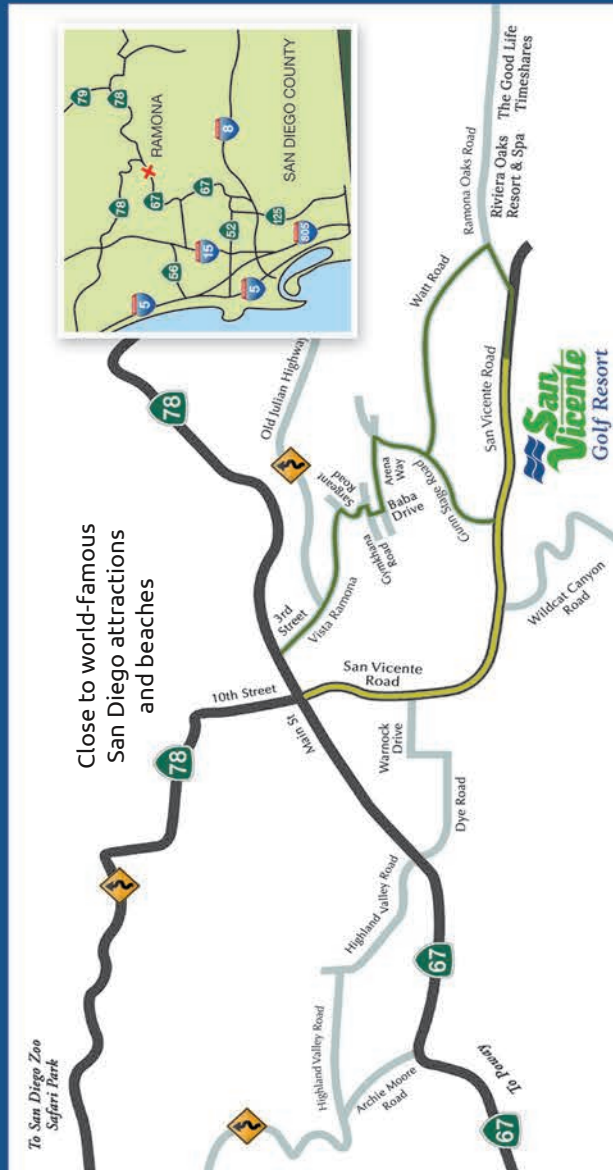 To San Diego Zoo
Safari Park
Close to world-famous
San Diego attractions
and beaches
78
78
10th Street
Main St
3rd
Street
Vista Ramona
Old Julian Highway
Sargeant
Road
Gymkhana
Road
Baba
Drive
Arena
Way
Gunn Stage Road
Watt Road
Ramona Oaks Road
Riviera Oaks
Resort & Spa
The Good Life
Timeshares
San Vicente
Road
San Vicente Road
San
Vicente
Golf Resort
Wildcat Canyon
Road
Warnock
Drive
Dye Road
Highland Valley Road
Highland Valley Road
Archie Moore
Road
67
To Poway
67
79
78
78
RAMONA
67
67
56
15
5
52
8
125
805
5
SAN DIEGO COUNTY